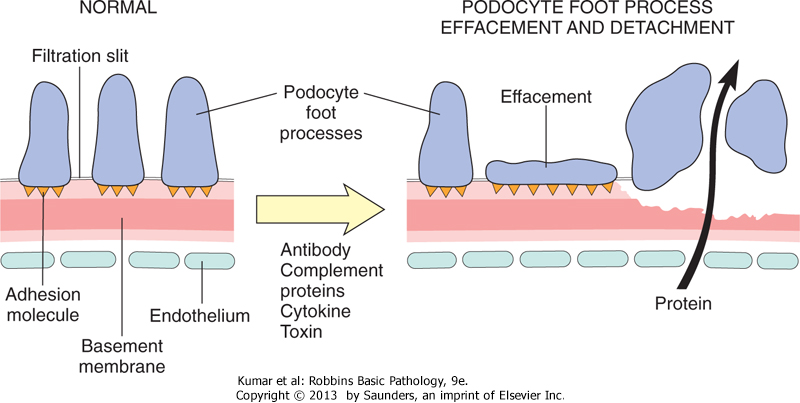 NORMAL
Filtration slit
Podocyte
foot
processes
Adhesion
molecule
Basement
membrane
Endothelium
Antibody
Complement
proteins
Cytokine
Toxin
PODOCYTE FOOT PROCESS
EFFACEMENT AND DETACHMENT
Effacement
Protein
Kumar et al: Robbins Basic Pathology, 9e.
Copyright © 2013 by Saunders, an imprint of Elsevier Inc.